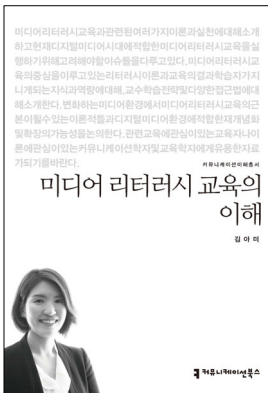 미디어리터러시교육과관련된여러가지이론과실천에대해소개
하고현재디지털미디어시대에적합한미디어리터러시교육을실
행하기위해고려해야할이슈들을다루고있다.미디어리터러시교
육의중심을이루고있는리터러시이론과교육의결과학습자가지
니게되는지식과역량에대해,교수학습전략및다양한접근법에대
해소개한다.변화하는미디어환경에서미디어리터러시교육의근
본이될수있는이론적틀과디지털미디어환경에적합한재개념화
및확장의가능성을논의한다.관련교육에관심이있는교육자나이
론에관심이있는커뮤니케이션학자및교육학자에게유용한자료
가되기를바란다.
커뮤니케이션이해총서
미디어 리터러시 교육의
이해
김아미
커뮤니케이션북스